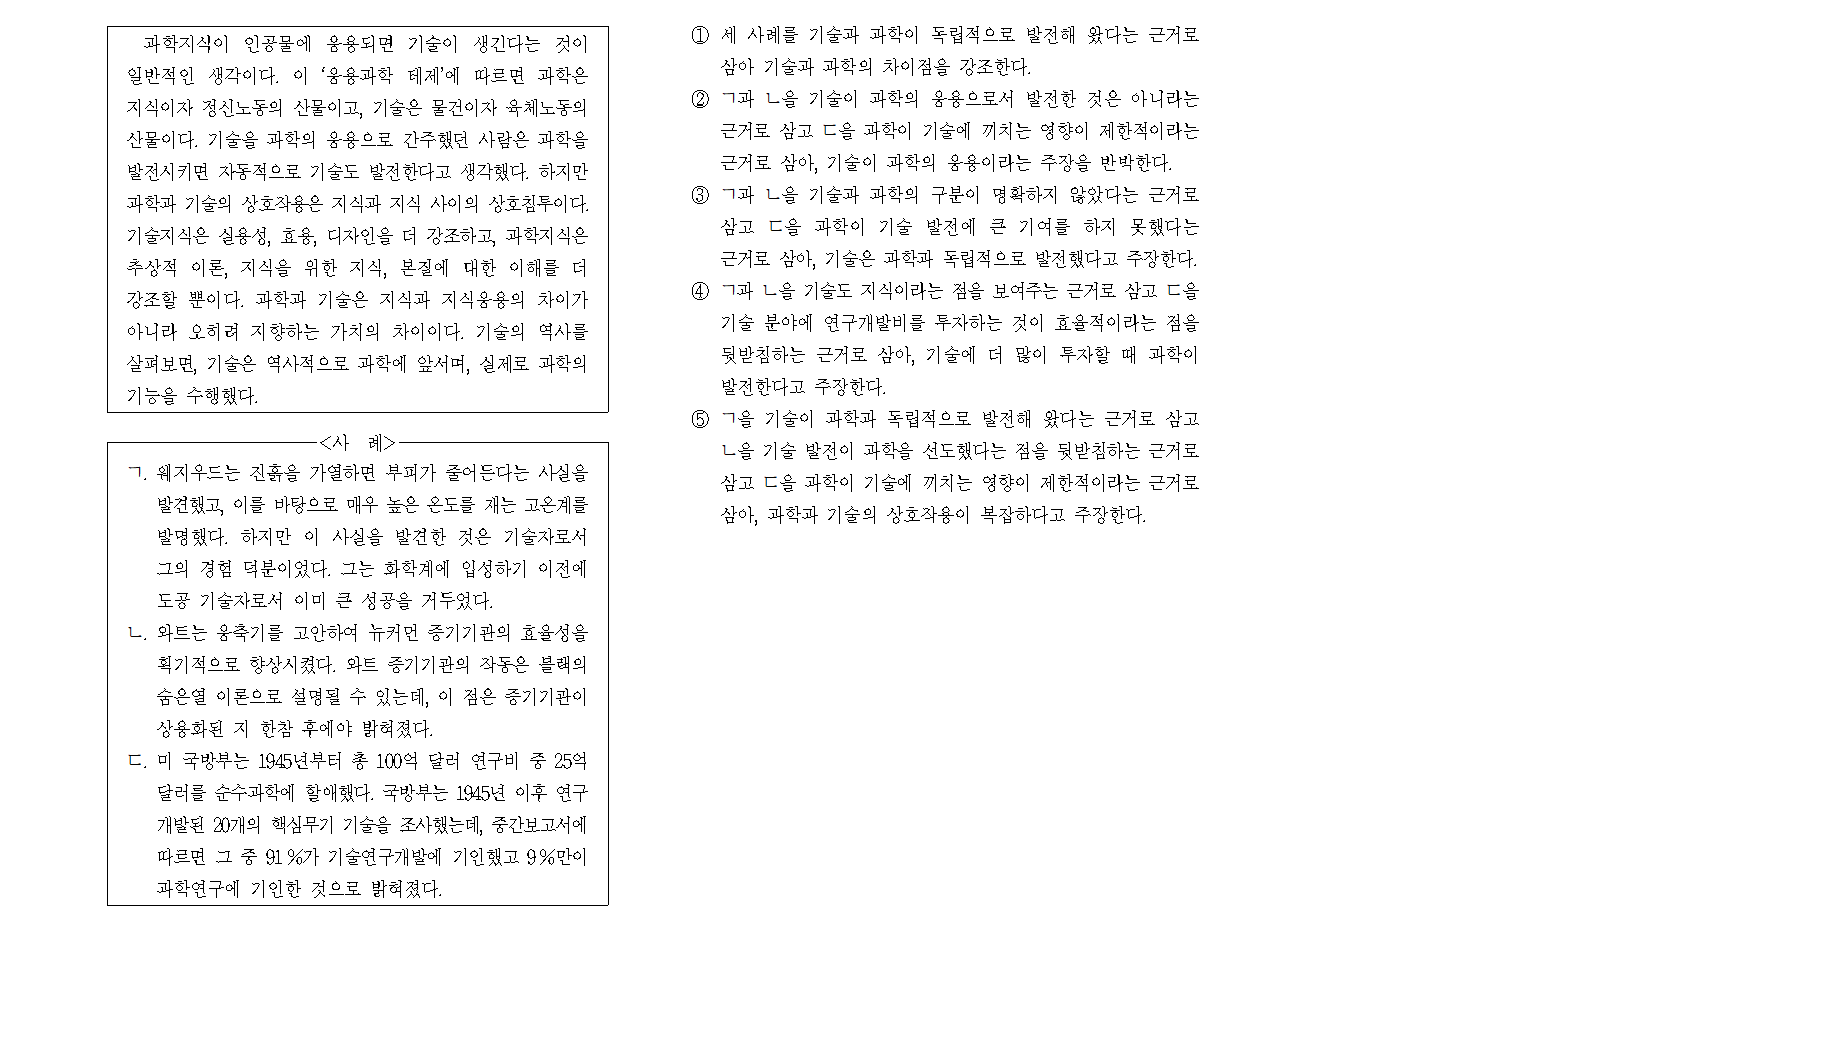 과학지식이 인공물에 응용되면 기술이 생긴다는 것이
일반적인 생각이다. 이 ‘응용과학 테제’에 따르면 과학은
지식이자 정신노동의 산물이고, 기술은 물건이자 육체노동의
산물이다. 기술을 과학의 응용으로 간주했던 사람은 과학을
발전시키면 자동적으로 기술도 발전한다고 생각했다. 하지만
과학과 기술의 상호작용은 지식과 지식 사이의 상호침투이다.
기술지식은 실용성, 효용, 디자인을 더 강조하고, 과학지식은
추상적 이론, 지식을 위한 지식, 본질에 대한 이해를 더
강조할 뿐이다. 과학과 기술은 지식과 지식응용의 차이가
아니라 오히려 지향하는 가치의 차이이다. 기술의 역사를
살펴보면, 기술은 역사적으로 과학에 앞서며, 실제로 과학의
기능을 수행했다.
<사 례>
ㄱ. 웨지우드는 진흙을 가열하면 부피가 줄어든다는 사실을
발견했고, 이를 바탕으로 매우 높은 온도를 재는 고온계를
발명했다. 하지만 이 사실을 발견한 것은 기술자로서
그의 경험 덕분이었다. 그는 화학계에 입성하기 이전에
도공 기술자로서 이미 큰 성공을 거두었다.
ㄴ. 와트는 응축기를 고안하여 뉴커먼 증기기관의 효율성을
획기적으로 향상시켰다. 와트 증기기관의 작동은 블랙의
숨은열 이론으로 설명될 수 있는데, 이 점은 증기기관이
상용화된 지 한참 후에야 밝혀졌다.
ㄷ. 미 국방부는 1945년부터 총 100억 달러 연구비 중 25억
달러를 순수과학에 할애했다. 국방부는 1945년 이후 연구
개발된 20개의 핵심무기 기술을 조사했는데, 중간보고서에
따르면 그 중 91%가 기술연구개발에 기인했고 9%만이
과학연구에 기인한 것으로 밝혀졌다.
① 세 사례를 기술과 과학이 독립적으로 발전해 왔다는 근거로
삼아 기술과 과학의 차이점을 강조한다.
② ㄱ과 ㄴ을 기술이 과학의 응용으로서 발전한 것은 아니라는
근거로 삼고 ㄷ을 과학이 기술에 끼치는 영향이 제한적이라는
근거로 삼아, 기술이 과학의 응용이라는 주장을 반박한다.
③ ㄱ과 ㄴ을 기술과 과학의 구분이 명확하지 않았다는 근거로
삼고 ㄷ을 과학이 기술 발전에 큰 기여를 하지 못했다는
근거로 삼아, 기술은 과학과 독립적으로 발전했다고 주장한다.
④ ㄱ과 ㄴ을 기술도 지식이라는 점을 보여주는 근거로 삼고 ㄷ을
기술 분야에 연구개발비를 투자하는 것이 효율적이라는 점을
뒷받침하는 근거로 삼아, 기술에 더 많이 투자할 때 과학이
발전한다고 주장한다.
⑤ ㄱ을 기술이 과학과 독립적으로 발전해 왔다는 근거로 삼고
ㄴ을 기술 발전이 과학을 선도했다는 점을 뒷받침하는 근거로
삼고 ㄷ을 과학이 기술에 끼치는 영향이 제한적이라는 근거로
삼아, 과학과 기술의 상호작용이 복잡하다고 주장한다.